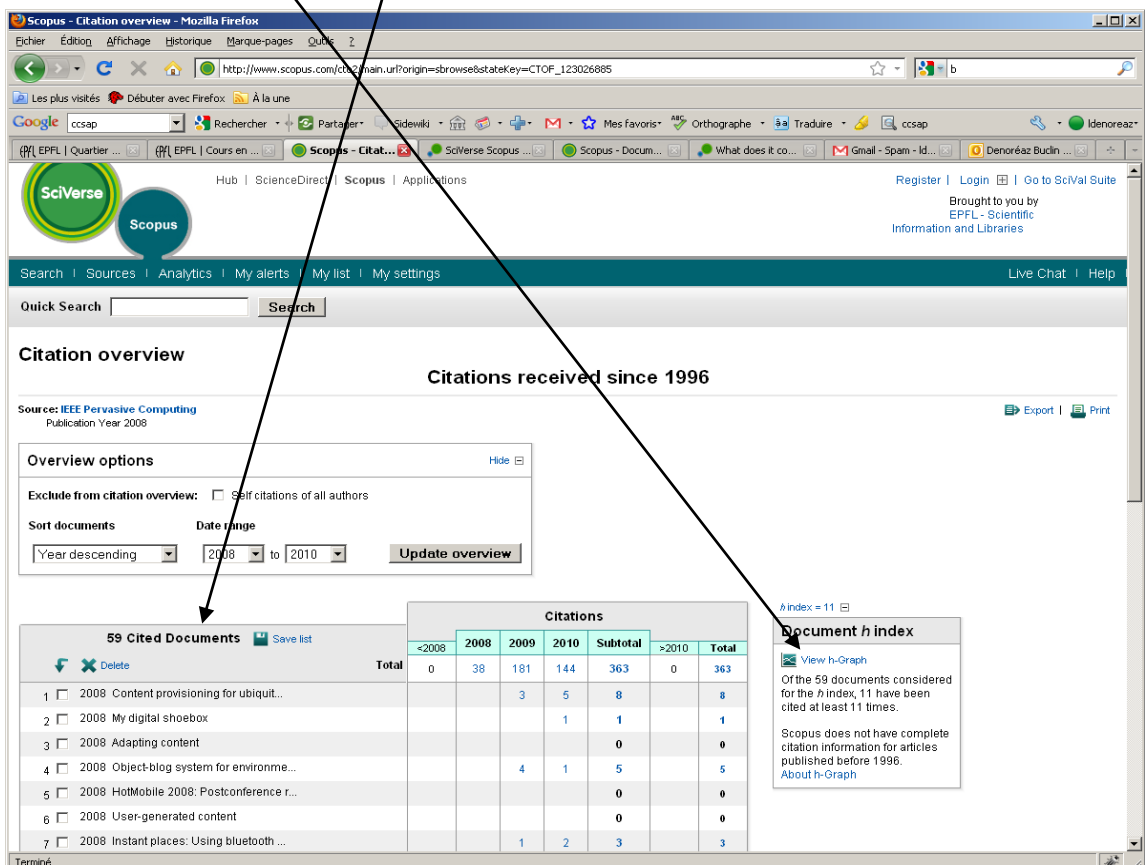 Scopus - Citation overview - Mozilla Firefox
Eichier Édition Affichage Historique Marque-pages Outils ?
http://www.scopus.com/cto2/main.url?origin=sbrowse&stateKey=CTOF_123026885 b
Les plus visités Débuter avec Firefox À la une
Google ccsap Rechercher Partager Sidewiki Mes favoris Orthographe Traduire ccsap ldenoreaz
EPFL | Quartier ... EPFL | Cours en ... Scopus - Citat... SciVerse Scopus ... Scopus - Docum... What does it co... Gmail - Spam - ld... Denoréaz Buclin ...
SciVerse
Scopus
Hub | ScienceDirect | Scopus | Applications
Register | Login | Go to SciVal Suite
Brought to you by
EPFL - Scientific
Information and Libraries
Search | Sources | Analytics | My alerts | My list | My settings Live Chat | Help
Quick Search Search
Citation overview
Citations received since 1996
Source: IEEE Pervasive Computing
Publication Year 2008
Export | Print
Overview options Hide
Exclude from citation overview: Self citations of all authors
Sort documents Date range
Year descending 2008 to 2010 Update overview
59 Cited Documents Save list
Delete Total
Citations
<2008 2008 2009 2010 Subtotal >2010 Total
0 38 181 144 363 0 363
1 2008 Content provisioning for ubiquit... 3 5 8 8
2 2008 My digital shoebox 1 1 1
3 2008 Adapting content 0 0
4 2008 Object-blog system for environme... 4 1 5 5
5 2008 HotMobile 2008: Postconference r... 0 0
6 2008 User-generated content 0 0
7 2008 Instant places: Using bluetooth ... 1 2 3 3
h index = 11
Document h index
View h-Graph
Of the 59 documents considered
for the h index, 11 have been
cited at least 11 times.
Scopus does not have complete
citation information for articles
published before 1996.
About h-Graph
Terminé